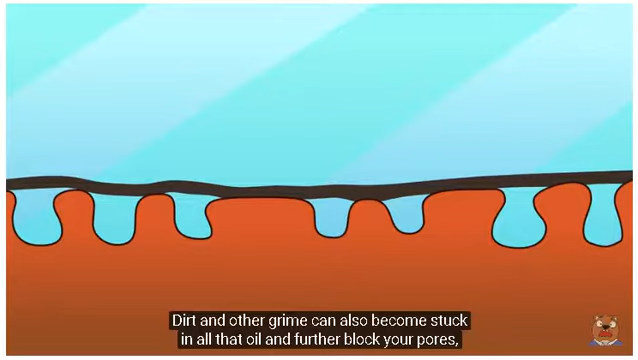 Dirt and other grime can also become stuck
in all that oil and further block your pores,